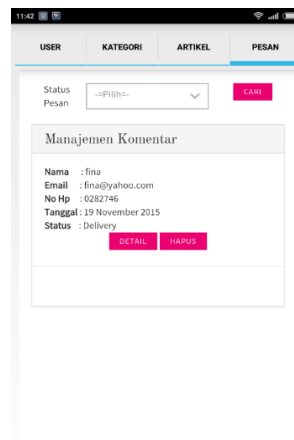 11:42
USER KATEGORI ARTIKEL PESAN
Status Pesan
-=Pilih=-
CARI
Manajemen Komentar
Nama : fina
Email : fina@yahoo.com
No Hp : 0282746
Tanggal : 19 November 2015
Status : Delivery
DETAIL HAPUS